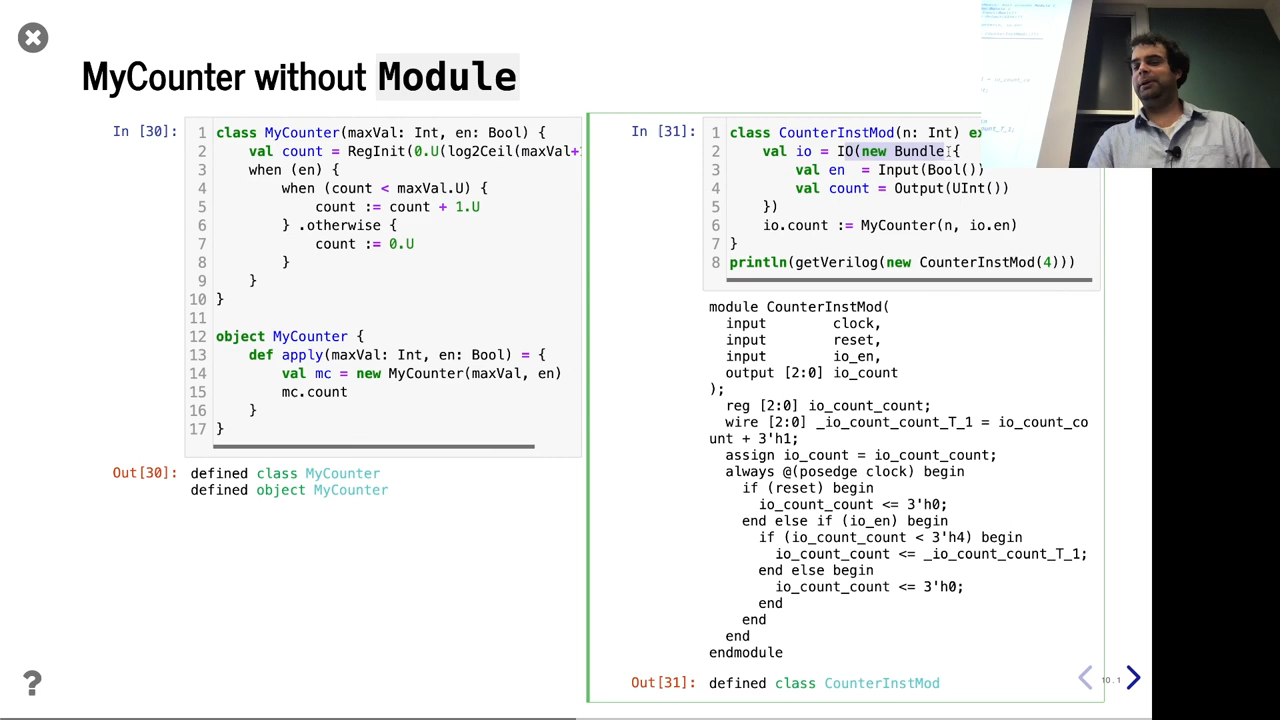 MyCounter without Module
In [30]:
1 class MyCounter(maxVal: Int, en: Bool) {
2 val count = RegInit(0.U(log2Ceil(maxVal+
3 when (en) {
4 when (count < maxVal.U) {
5 count := count + 1.U
6 } .otherwise {
7 count := 0.U
8 }
9 }
10 }
11
12 object MyCounter {
13 def apply(maxVal: Int, en: Bool) = {
14 val mc = new MyCounter(maxVal, en)
15 mc.count
16 }
17 }
Out[30]: defined class MyCounter
defined object MyCounter
In [31]:
1 class CounterInstMod(n: Int) ex
2 val io = IO(new Bundle {
3 val en = Input(Bool())
4 val count = Output(UInt())
5 })
6 io.count := MyCounter(n, io.en)
7 }
8 println(getVerilog(new CounterInstMod(4)))
module CounterInstMod(
input clock,
input reset,
input io_en,
output [2:0] io_count
);
reg [2:0] io_count_count;
wire [2:0] _io_count_count_T_1 = io_count_co
unt + 3'h1;
assign io_count = io_count_count;
always @(posedge clock) begin
if (reset) begin
io_count_count <= 3'h0;
end else if (io_en) begin
if (io_count_count < 3'h4) begin
io_count_count <= _io_count_count_T_1;
end else begin
io_count_count <= 3'h0;
end
end
end
endmodule
Out[31]: defined class CounterInstMod
10.1
?